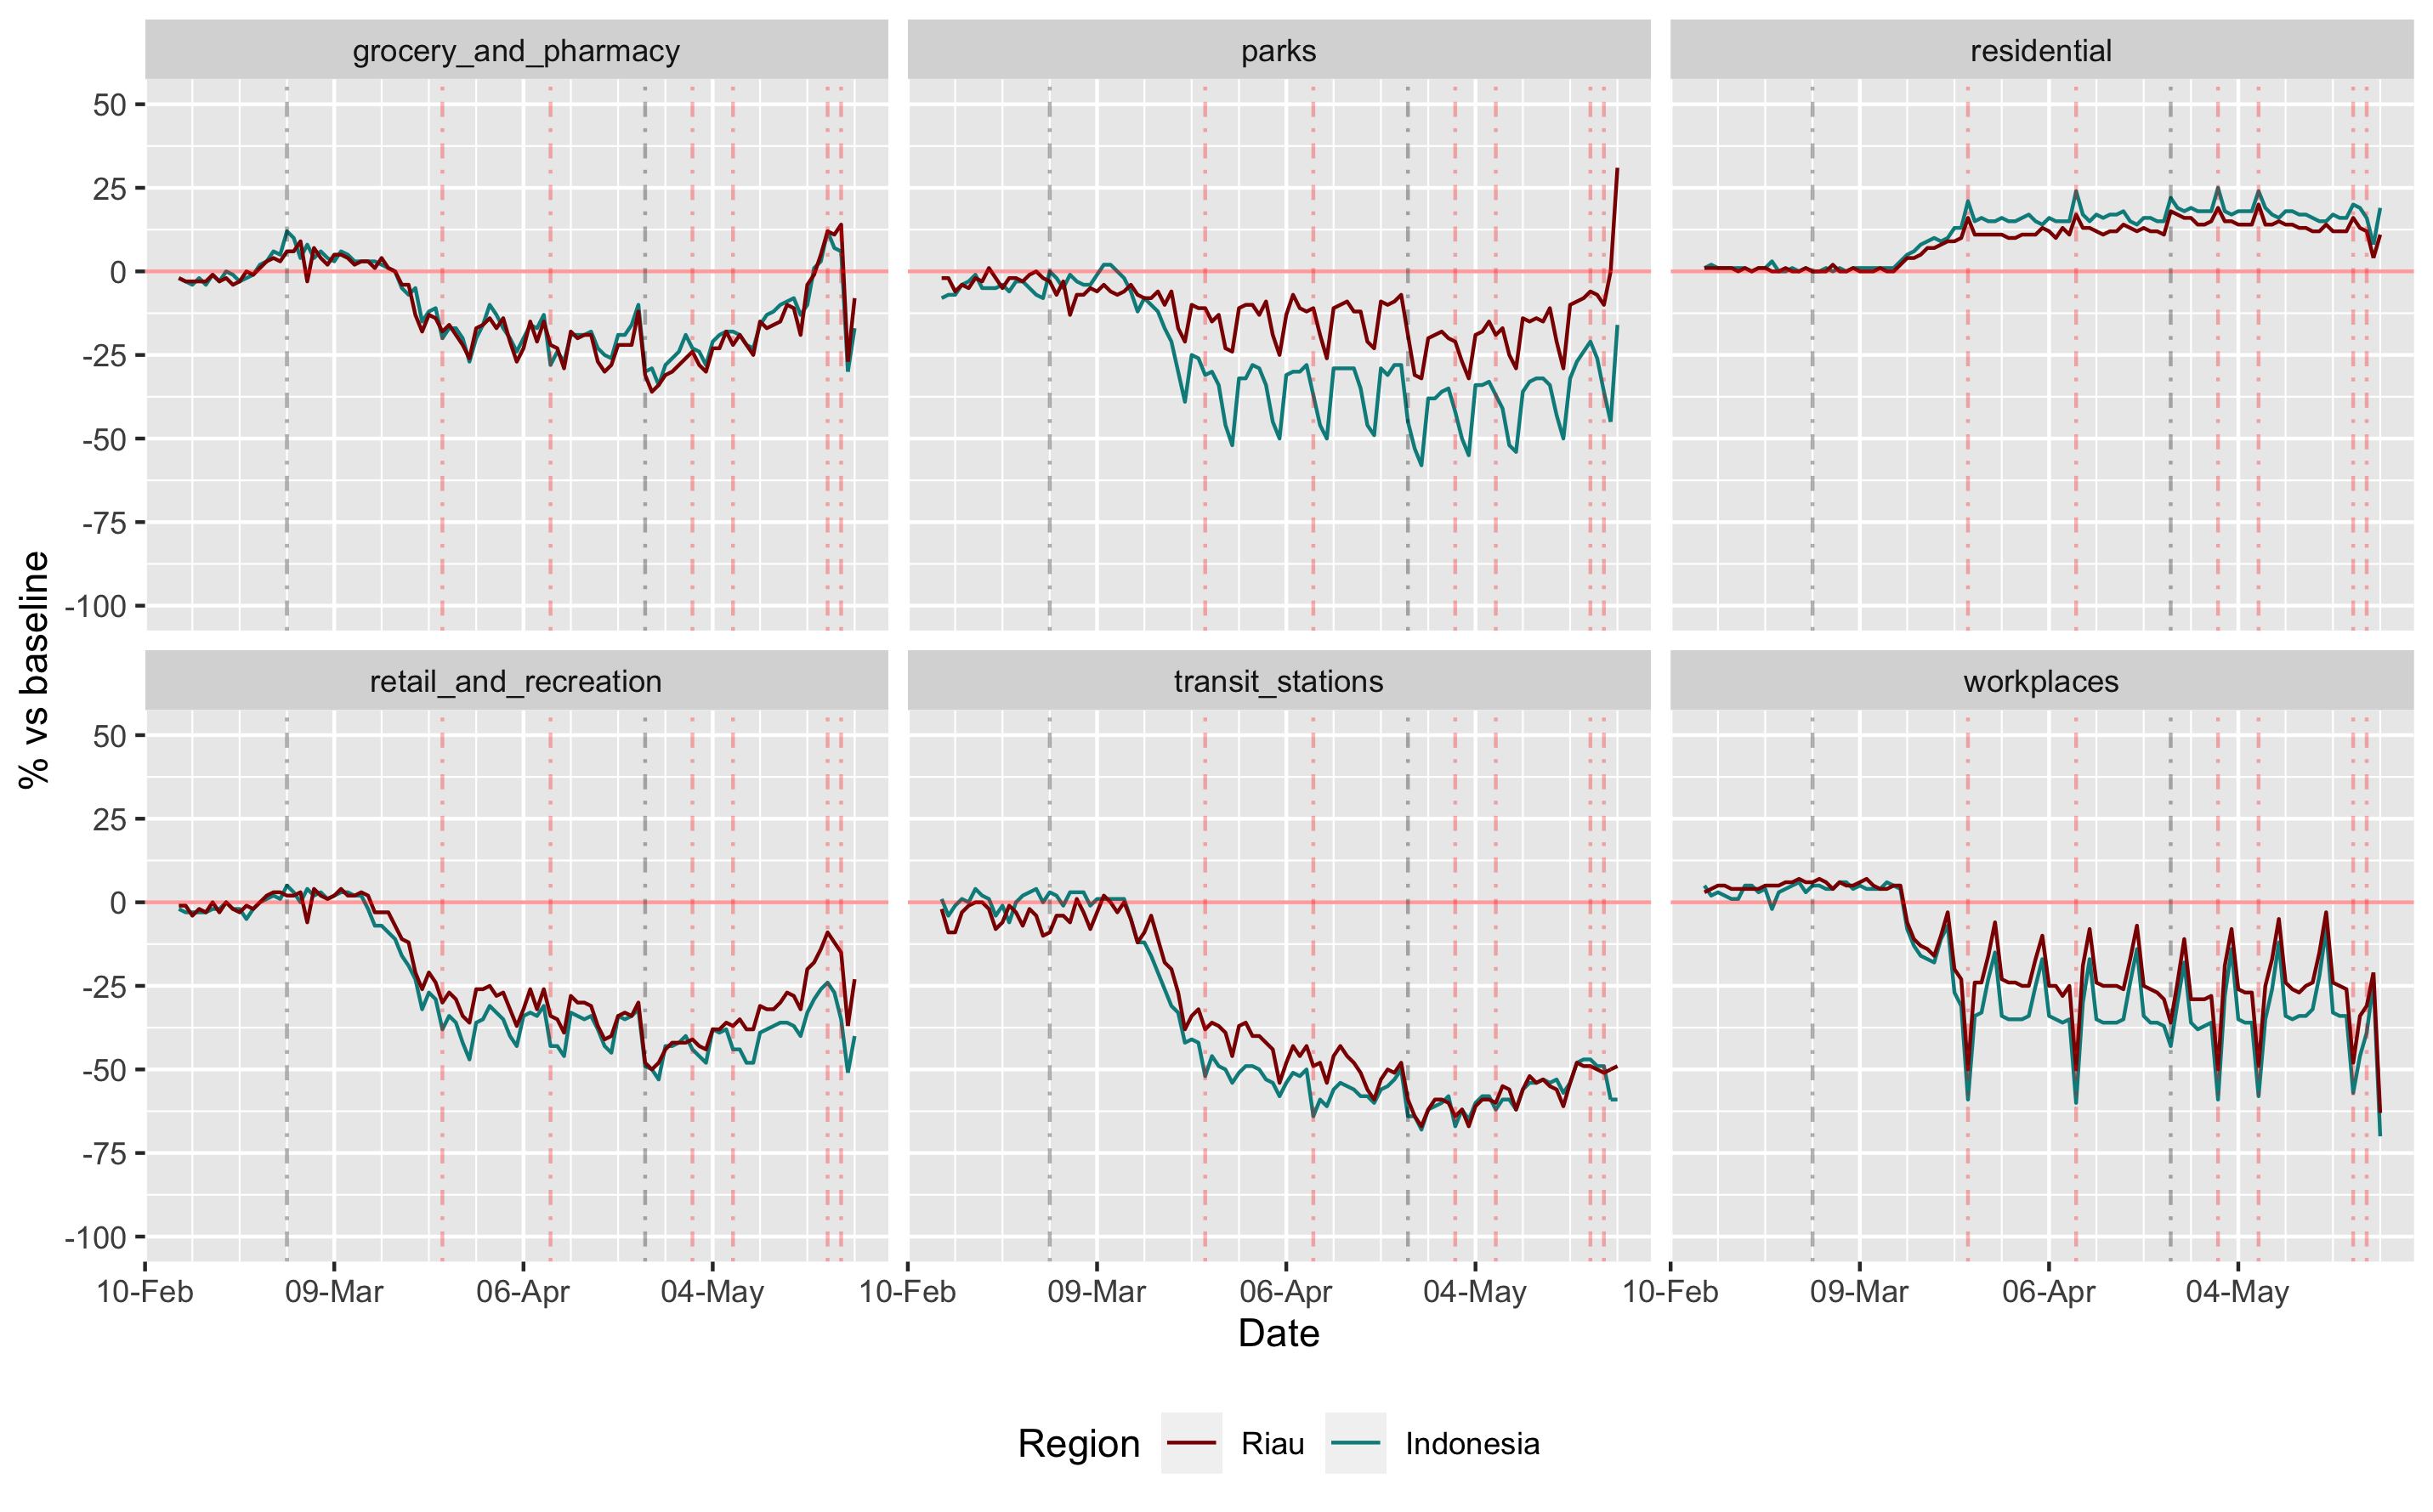 grocery_and_pharmacy
parks
residential
50
25
0
-25
-50
-75
-100
retail_and_recreation
transit_stations
workplaces
50
25
0
-25
-50
-75
-100
% vs baseline
10-Feb 09-Mar 06-Apr 04-May
10-Feb 09-Mar 06-Apr 04-May
10-Feb 09-Mar 06-Apr 04-May
Date
Region Riau Indonesia